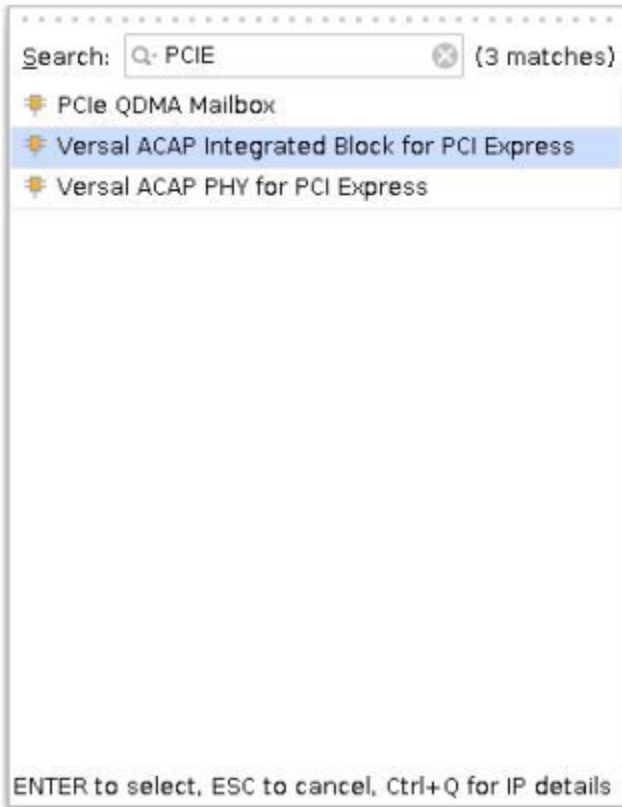 Search: PCIE (3 matches)
PCIe QDMA Mailbox
Versal ACAP Integrated Block for PCI Express
Versal ACAP PHY for PCI Express
ENTER to select, ESC to cancel, Ctrl+Q for IP details